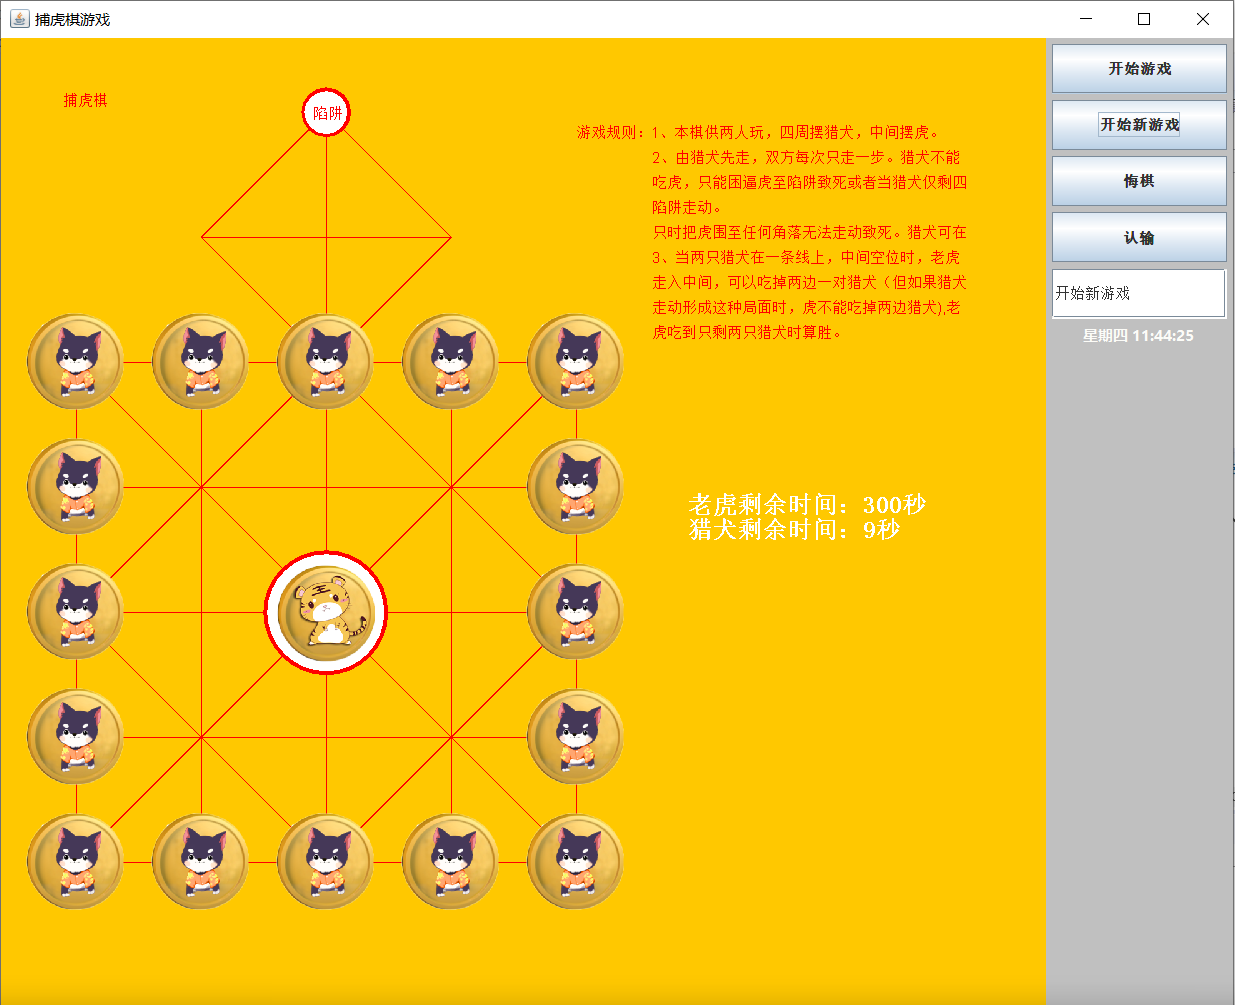 捕虎棋游戏
捕虎棋
陷阱
游戏规则：1、本棋供两人玩，四周摆猎犬，中间摆虎。
2、由猎犬先走，双方每次只走一步。猎犬不能
吃虎，只能困逼虎至陷阱致死或者当猎犬仅剩四
陷阱走动。
只时把虎围至任何角落无法走动致死。猎犬可在
3、当两只猎犬在一条线上，中间空位时，老虎
走入中间，可以吃掉两边一对猎犬（但如果猎犬
走动形成这种局面时，虎不能吃掉两边猎犬),老
虎吃到只剩两只猎犬时算胜。
老虎剩余时间：300秒
猎犬剩余时间：9秒
开始游戏
开始新游戏
悔棋
认输
开始新游戏
星期四 11:44:25